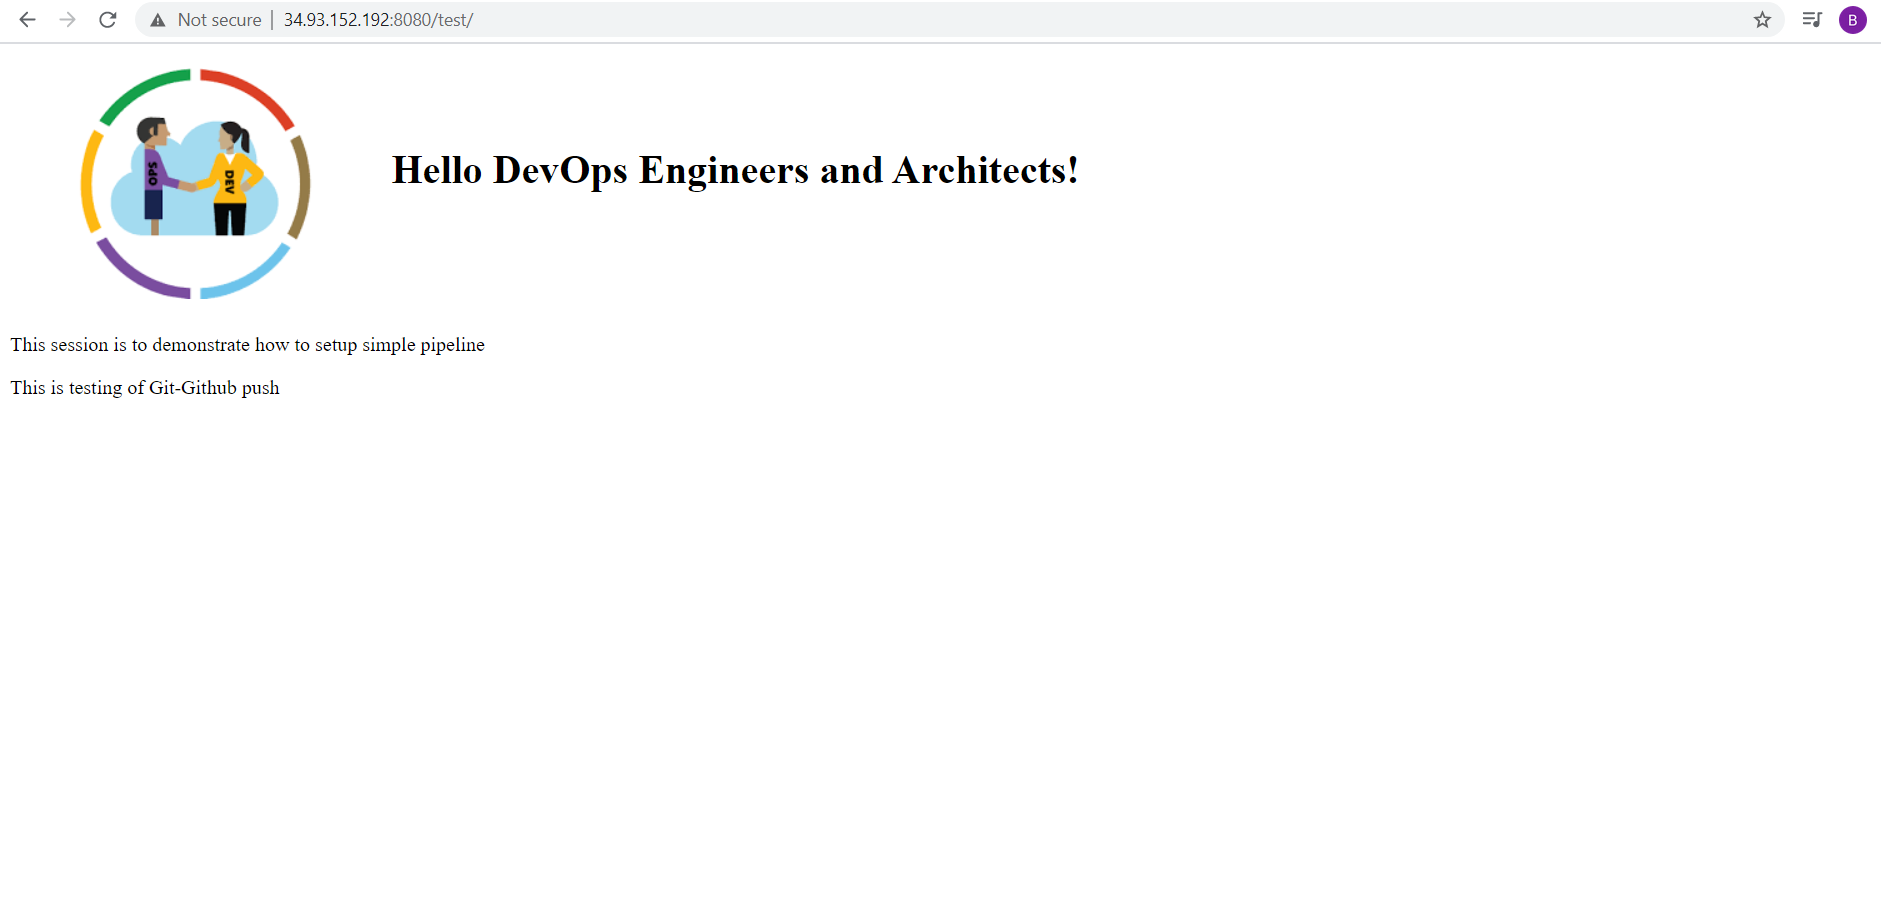 Not secure | 34.93.152.192:8080/test/
B
OPS
DEV
Hello DevOps Engineers and Architects!
This session is to demonstrate how to setup simple pipeline
This is testing of Git-Github push